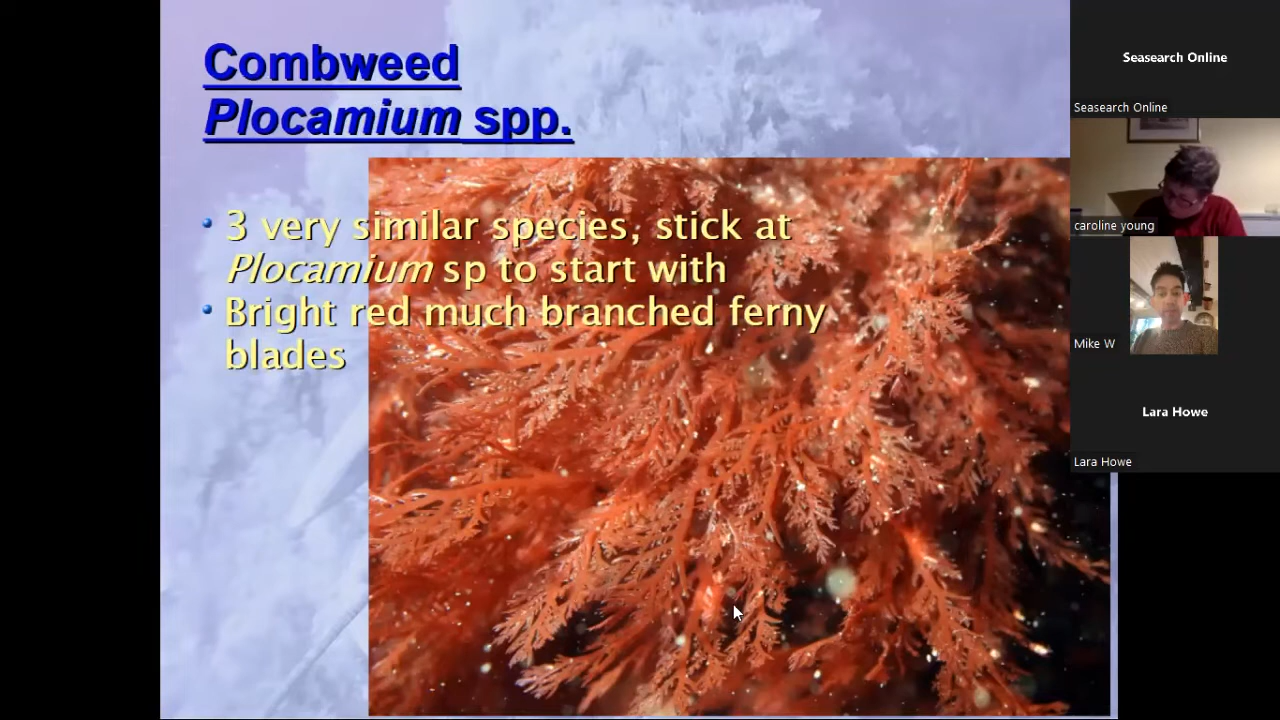 Combweed
Plocamium spp.
3 very similar species, stick at
Plocamium sp to start with
Bright red much branched ferny
blades
Seasearch Online
Seasearch Online
caroline young
Mike W
Lara Howe
Lara Howe